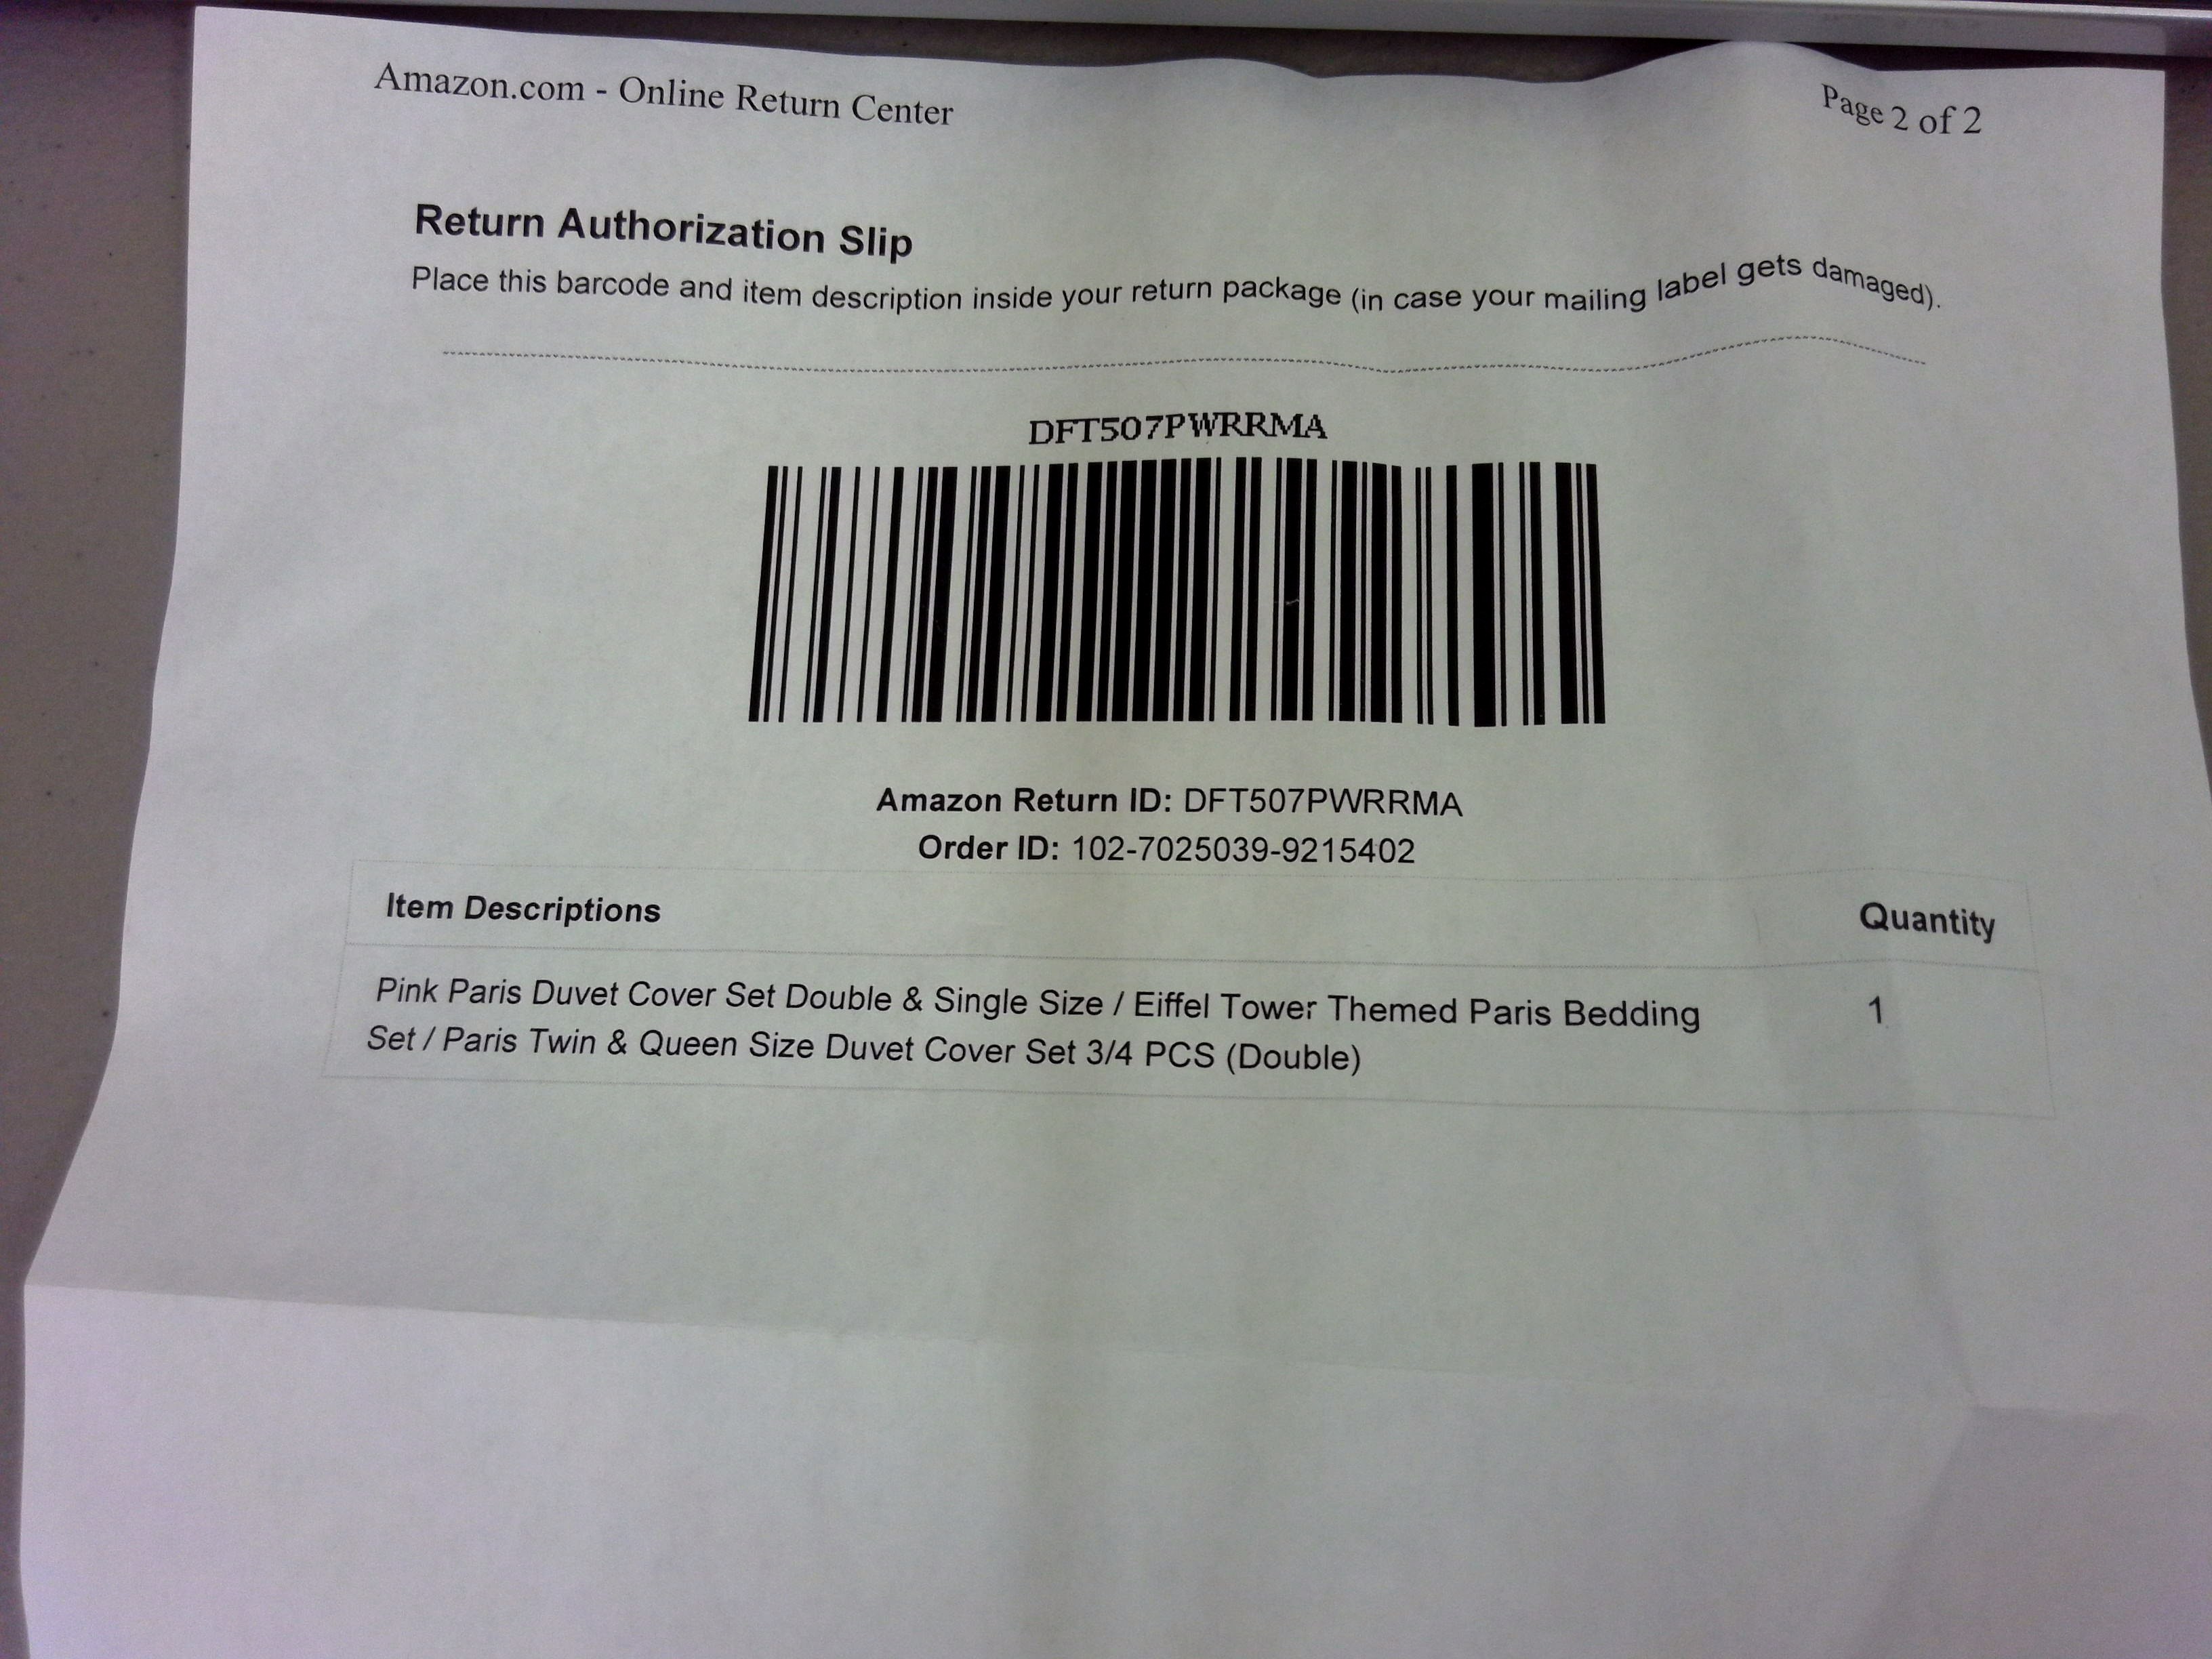 Amazon.com - Online Return Center
Page 2 of 2
Return Authorization Slip
Place this barcode and item description inside your return package (in case your mailing label gets damaged).
DFT507PWRRMA
Amazon Return ID: DFT507PWRRMA
Order ID: 102-7025039-9215402
Item Descriptions
Quantity
Pink Paris Duvet Cover Set Double & Single Size / Eiffel Tower Themed Paris Bedding
1
Set / Paris Twin & Queen Size Duvet Cover Set 3/4 PCS (Double)